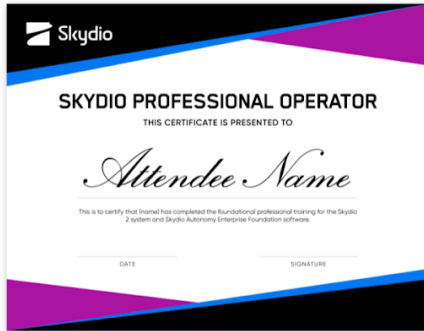 Skydio
SKYDIO PROFESSIONAL OPERATOR
THIS CERTIFICATE IS PRESENTED TO
Attendee Name
This is to certify that (name) has completed the foundational professional training for the Skydio
2 system and Skydio Autonomy Enterprise Foundation software.
DATE SIGNATURE